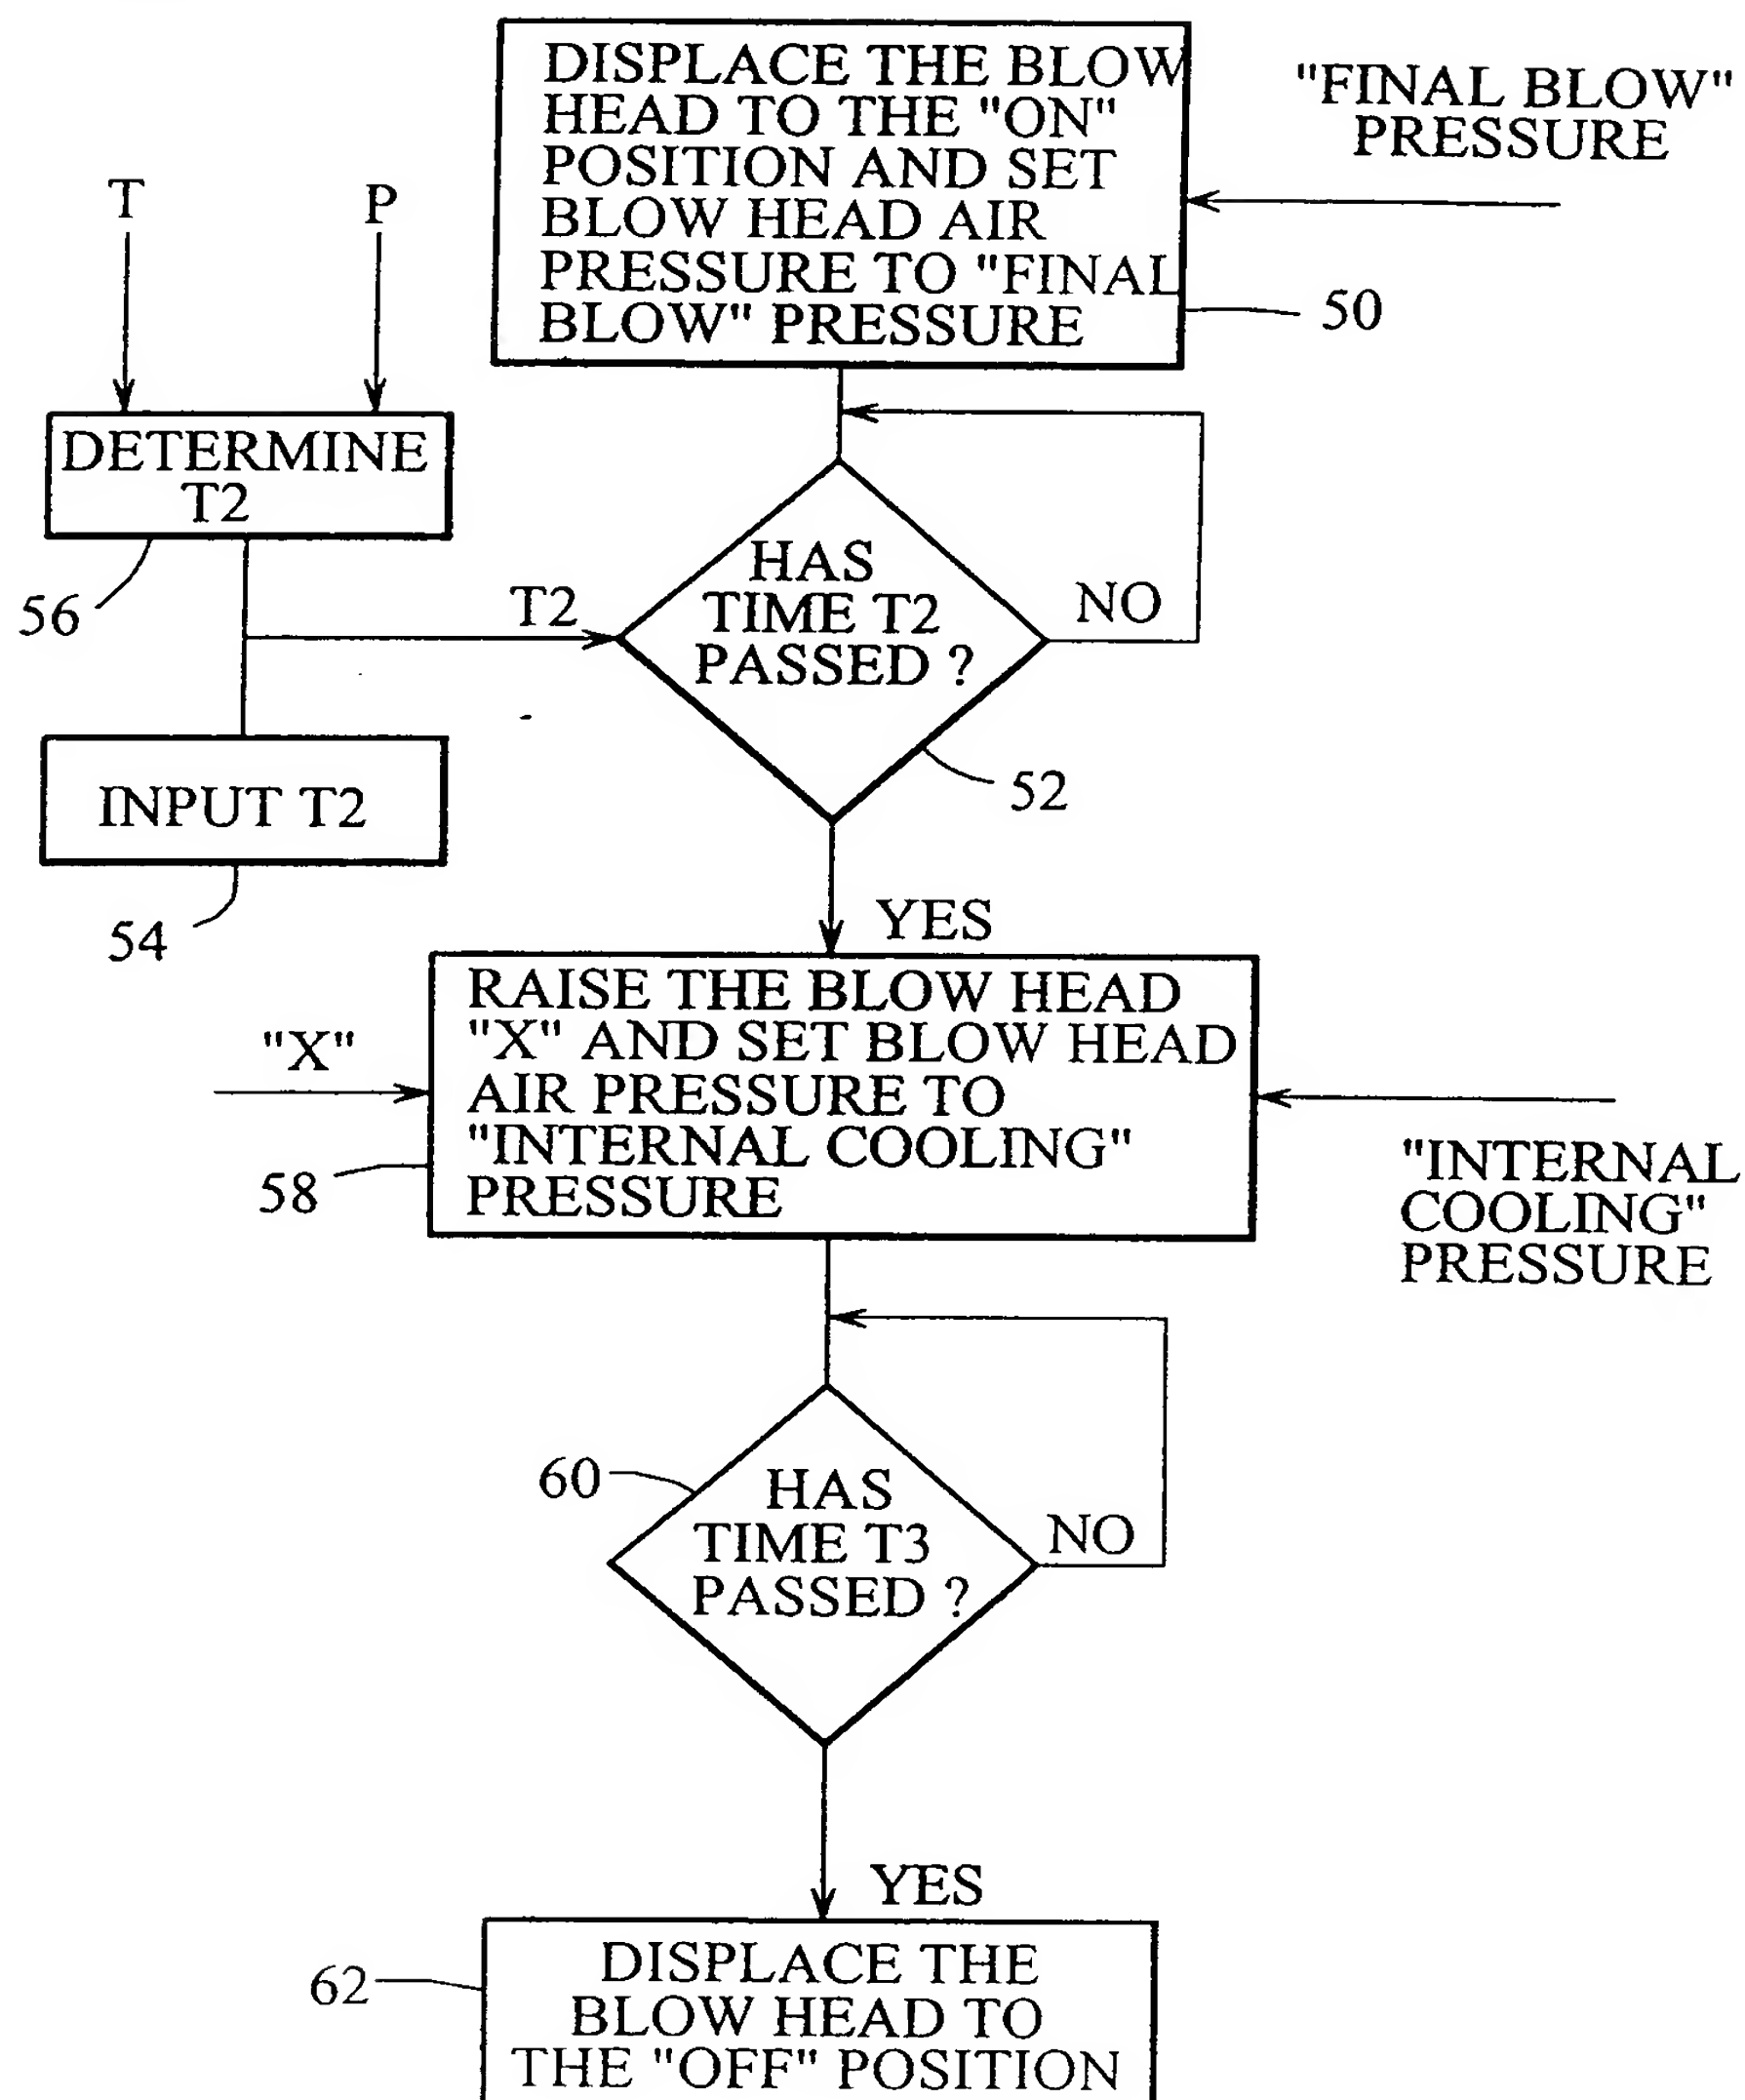 DISPLACE THE BLOW
HEAD TO THE "ON"
POSITION AND SET
BLOW HEAD AIR
PRESSURE TO "FINAL
BLOW" PRESSURE
"FINAL BLOW"
PRESSURE
50
T
P
DETERMINE
T2
56
T2
HAS
TIME T2
PASSED ?
NO
52
INPUT T2
54
YES
"X"
RAISE THE BLOW HEAD
"X" AND SET BLOW HEAD
AIR PRESSURE TO
"INTERNAL COOLING"
PRESSURE
58
"INTERNAL
COOLING"
PRESSURE
60
HAS
TIME T3
PASSED ?
NO
YES
62
DISPLACE THE
BLOW HEAD TO
THE "OFF" POSITION